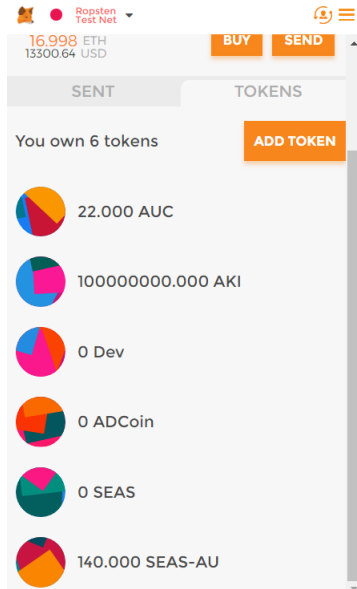 Ropsten
Test Net
16.998 ETH
13300.64 USD
BUY
SEND
SENT
TOKENS
You own 6 tokens
ADD TOKEN
22.000 AUC
100000000.000 AKI
0 Dev
0 ADCoin
0 SEAS
140.000 SEAS-AU